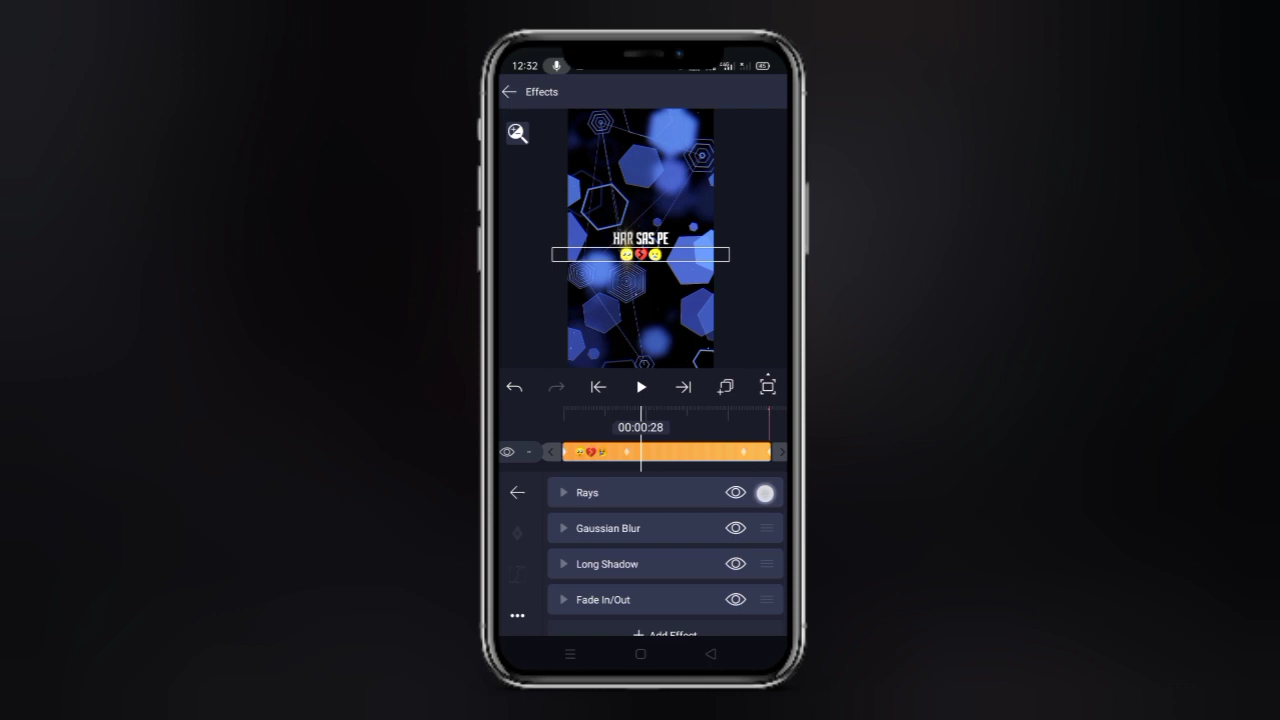 12:32
45
Effects
HAR SAS PE
🥺💔😢
00:00:28
Rays
Gaussian Blur
Long Shadow
Fade In/Out
+ Add Effect